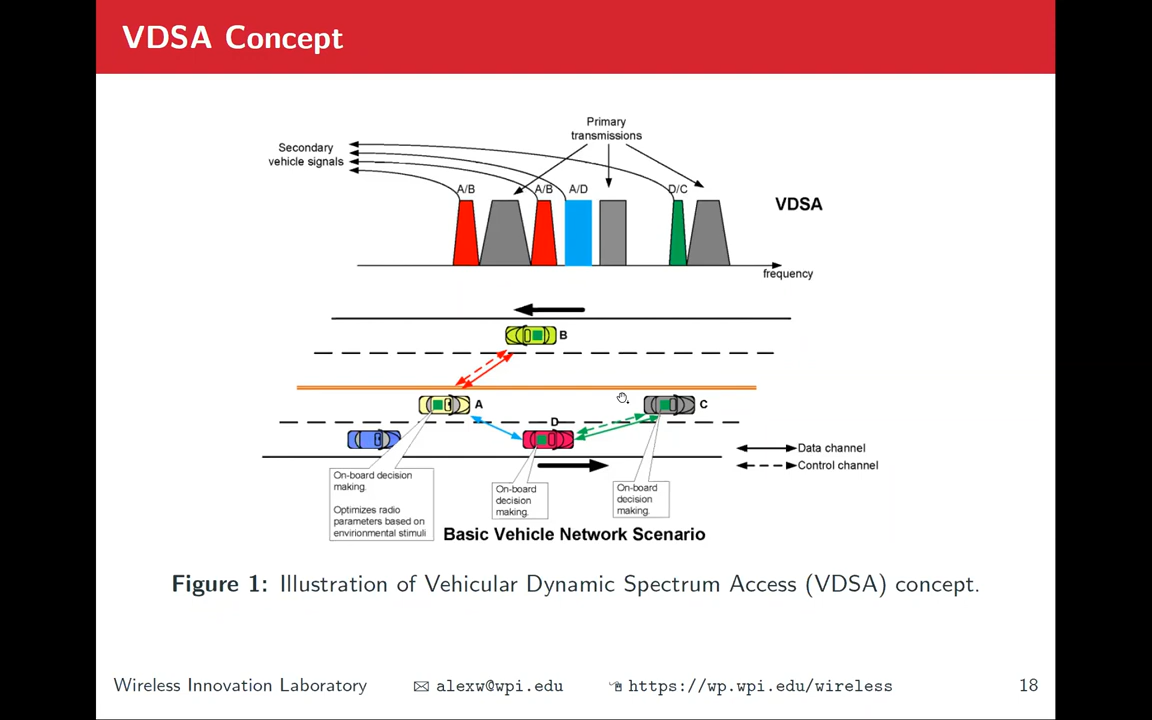 VDSA Concept
Primary
transmissions
Secondary
vehicle signals
A/B
A/B
A/D
D/C
VDSA
frequency
B
A
C
D
Data channel
Control channel
On-board decision
making.
Optimizes radio
parameters based on
envirionmental stimuli
On-board
decision
making.
On-board
decision
making.
Basic Vehicle Network Scenario
Figure 1: Illustration of Vehicular Dynamic Spectrum Access (VDSA) concept.
Wireless Innovation Laboratory alexw@wpi.edu https://wp.wpi.edu/wireless 18